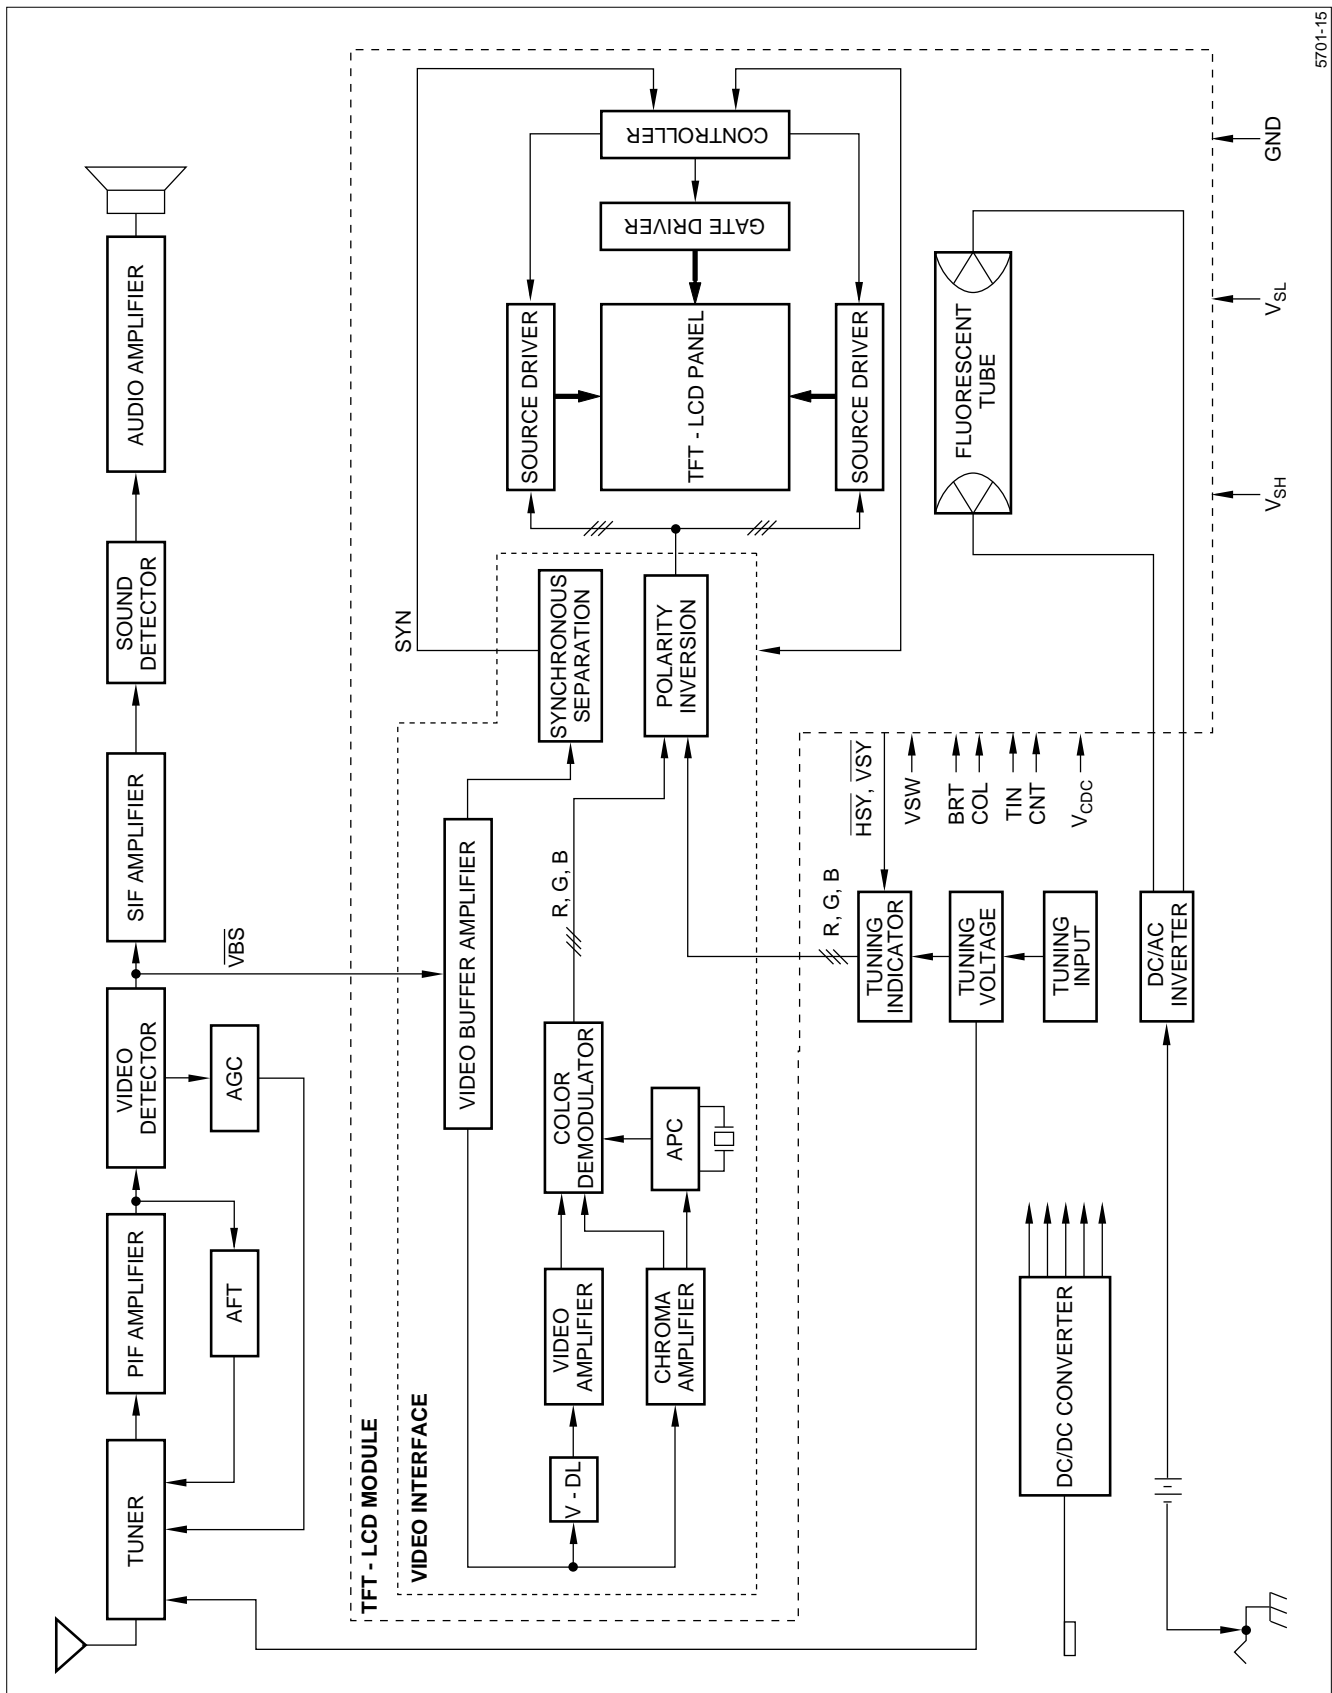 AUDIO AMPLIFIER
SOUND
DETECTOR
SIF AMPLIFIER
V̅B̅S̅
VIDEO
DETECTOR
AGC
PIF AMPLIFIER
AFT
TUNER
TFT - LCD MODULE
VIDEO INTERFACE
SYN
CONTROLLER
GATE DRIVER
SOURCE DRIVER
TFT - LCD PANEL
SOURCE DRIVER
SYNCHRONOUS
SEPARATION
POLARITY
INVERSION
VIDEO BUFFER AMPLIFIER
R, G, B
COLOR
DEMODULATOR
APC
VIDEO
AMPLIFIER
CHROMA
AMPLIFIER
V - DL
R, G, B
H̅S̅Y̅, V̅S̅Y̅
VSW
BRT
COL
TIN
CNT
VCDC
TUNING
INDICATOR
TUNING
VOLTAGE
TUNING
INPUT
DC/AC
INVERTER
DC/DC CONVERTER
FLUORESCENT
TUBE
GND
VSL
VSH
5701-15